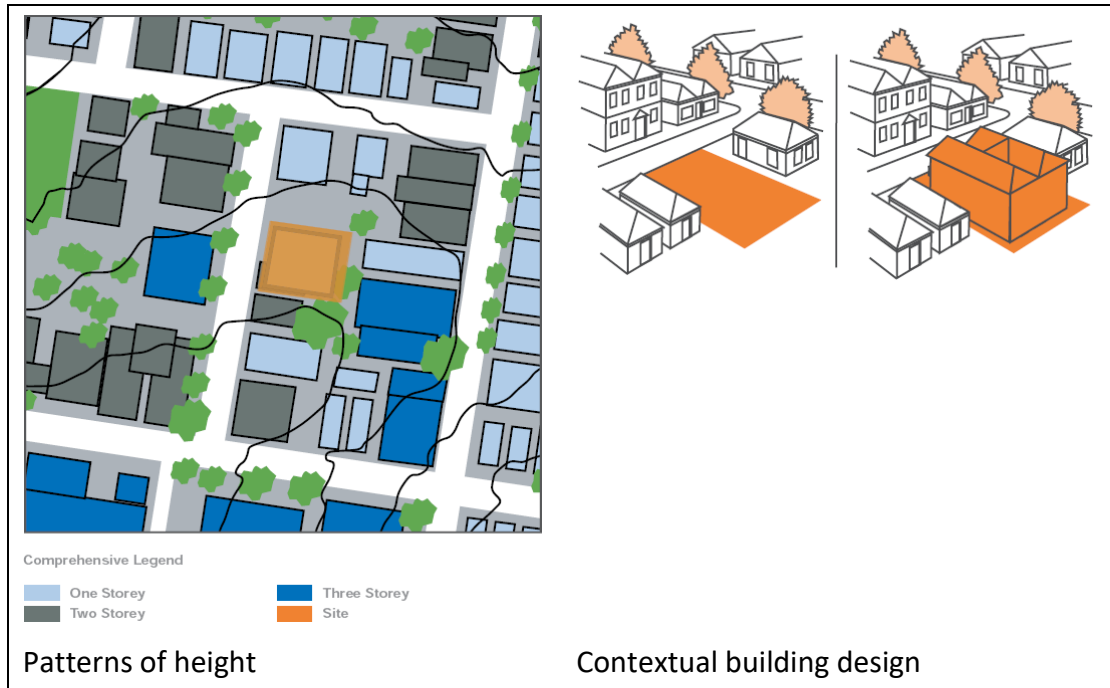 Comprehensive Legend
One Storey
Three Storey
Two Storey
Site
Patterns of height
Contextual building design